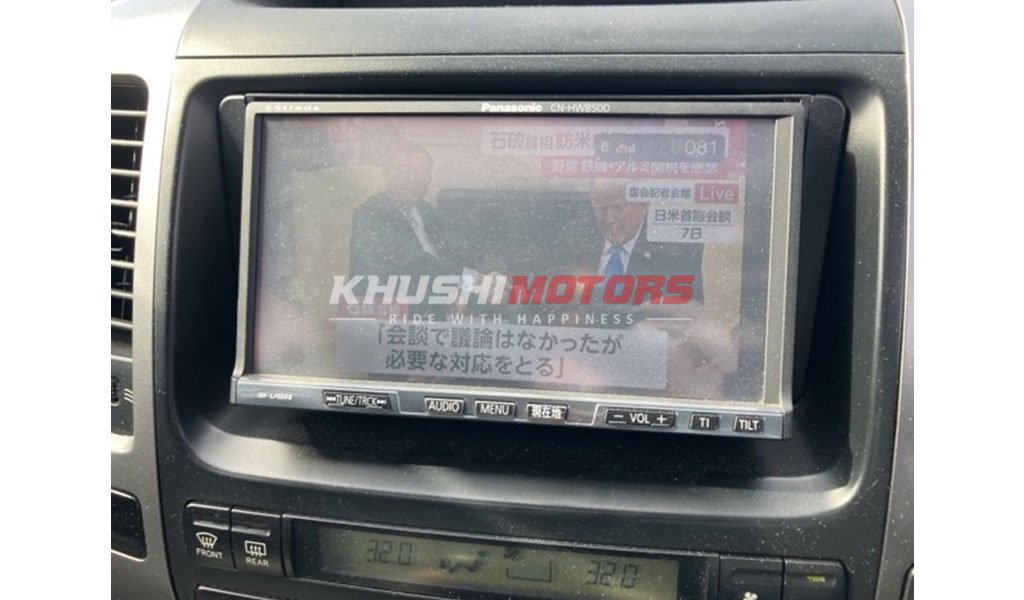 strada
Panasonic CN-HW850D
石破首相 訪米
081
野党 鉄鋼・アルミ関税を懸念
国会記者会館 Live
日米首脳会談
7日
KHUSHIMOTORS
RIDE WITH HAPPINESS
「会談で議論はなかったが
必要な対応をとる」
TUNE/TRCK
AUDIO
MENU
現在地
− VOL +
TI
TILT
FRONT
REAR
32.0
32.0